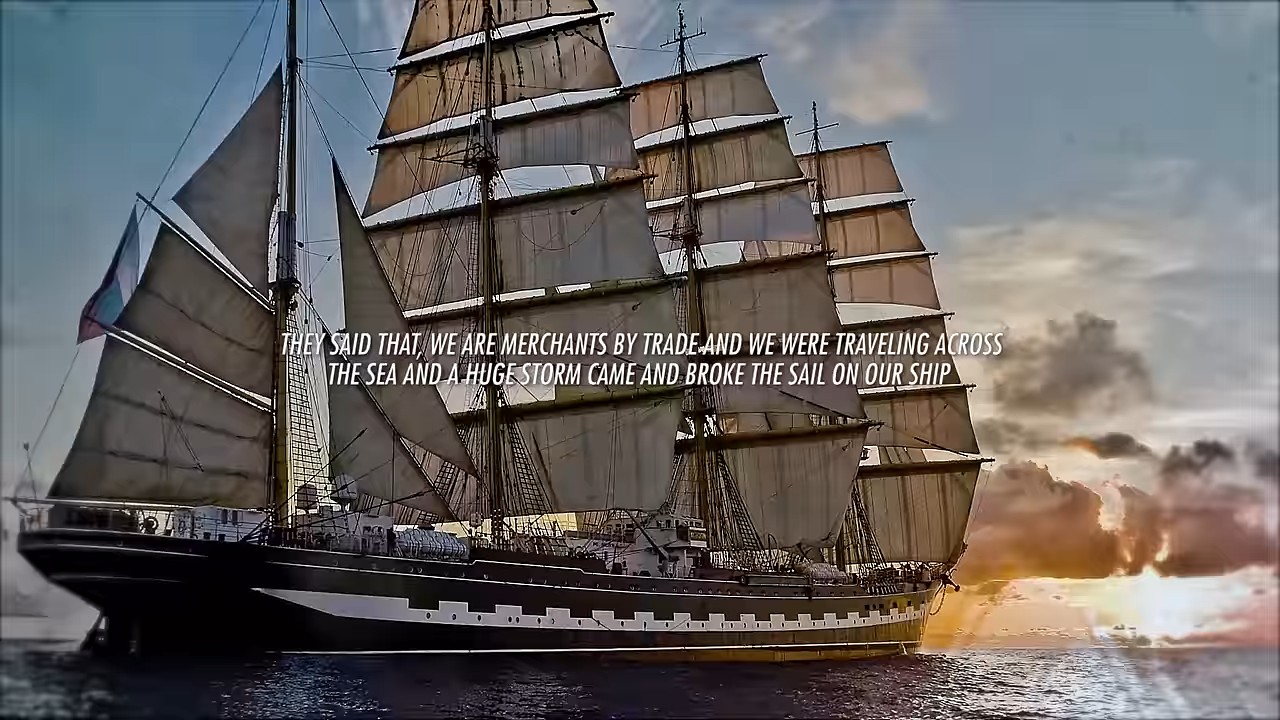 THEY SAID THAT, WE ARE MERCHANTS BY TRADE AND WE WERE TRAVELING ACROSS
THE SEA AND A HUGE STORM CAME AND BROKE THE SAIL ON OUR SHIP